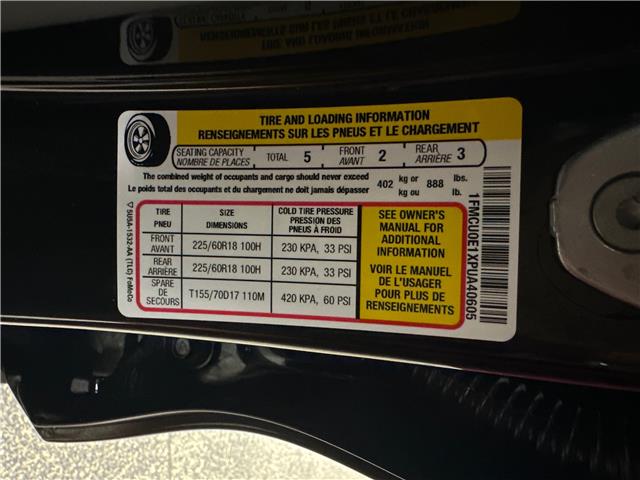 TIRE AND LOADING INFORMATION
RENSEIGNEMENTS SUR LES PNEUS ET LE CHARGEMENT
SEATING CAPACITY TOTAL 5 FRONT 2 REAR 3
NOMBRE DE PLACES AVANT ARRIÈRE
The combined weight of occupants and cargo should never exceed 402 kg or 888 lbs.
Le poids total des occupants et du chargement ne doit jamais dépasser kg ou lb.
TIRE PNEU SIZE DIMENSIONS COLD TIRE PRESSURE PRESSION DES PNEUS À FROID
FRONT AVANT 225/60R18 100H 230 KPA, 33 PSI
REAR ARRIÈRE 225/60R18 100H 230 KPA, 33 PSI
SPARE DE SECOURS T155/70D17 110M 420 KPA, 60 PSI
SEE OWNER'S
MANUAL FOR
ADDITIONAL
INFORMATION
VOIR LE MANUEL
DE L'USAGER
POUR PLUS DE
RENSEIGNEMENTS
5U5A-1532-AA (TLC) FoMoCo
1FMCU0E1XPUA40605